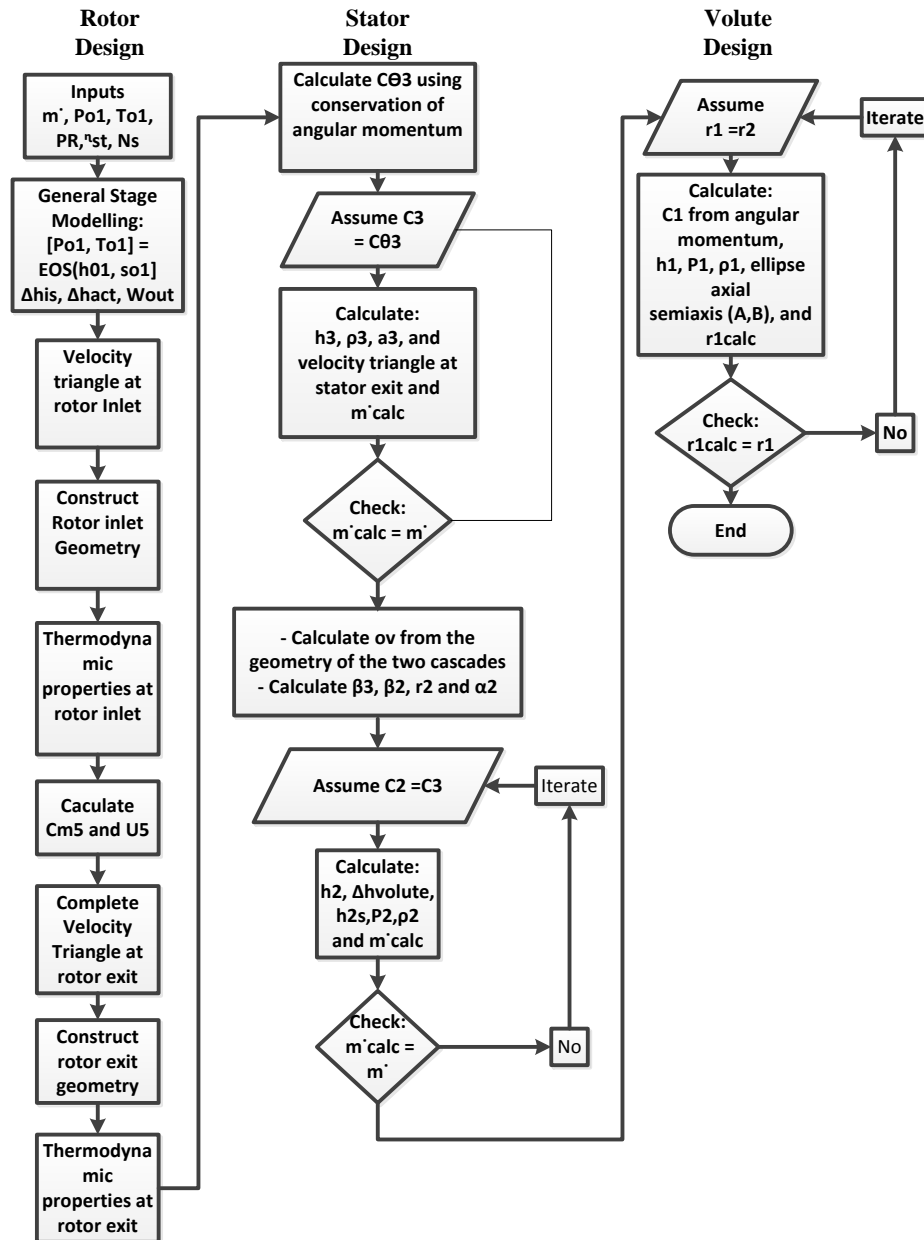 Rotor
Design
Inputs
m˙, Po1, To1,
PR,ⁿst, Ns
General Stage
Modelling:
[Po1, To1] =
EOS(h01, so1]
Δhis, Δhact, Wout
Velocity
triangle at
rotor Inlet
Construct
Rotor inlet
Geometry
Thermodyna
mic
properties at
rotor inlet
Caculate
Cm5 and U5
Complete
Velocity
Triangle at
rotor exit
Construct
rotor exit
geometry
Thermodyna
mic
properties at
rotor exit
Stator
Design
Calculate CΘ3 using
conservation of
angular momentum
Assume C3
= Cθ3
Calculate:
h3, ρ3, a3, and
velocity triangle at
stator exit and
m˙calc
Check:
m˙calc = m˙
- Calculate ov from the
geometry of the two cascades
- Calculate β3, β2, r2 and α2
Assume C2 =C3
Iterate
Calculate:
h2, Δhvolute,
h2s,P2,ρ2
and m˙calc
Check:
m˙calc =
m˙
No
Volute
Design
Assume
r1 =r2
Iterate
Calculate:
C1 from angular
momentum,
h1, P1, ρ1, ellipse
axial
semiaxis (A,B), and
r1calc
Check:
r1calc = r1
No
End